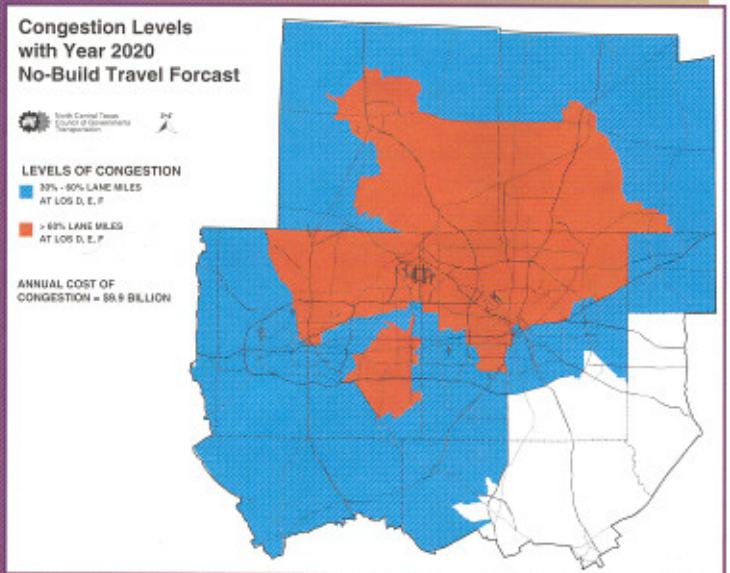 Congestion Levels
with Year 2020
No-Build Travel Forcast
North Central Texas
Council of Governments
Transportation
LEVELS OF CONGESTION
30% - 60% LANE MILES
AT LOS D, E, F
> 60% LANE MILES
AT LOS D, E, F
ANNUAL COST OF
CONGESTION = $9.9 BILLION